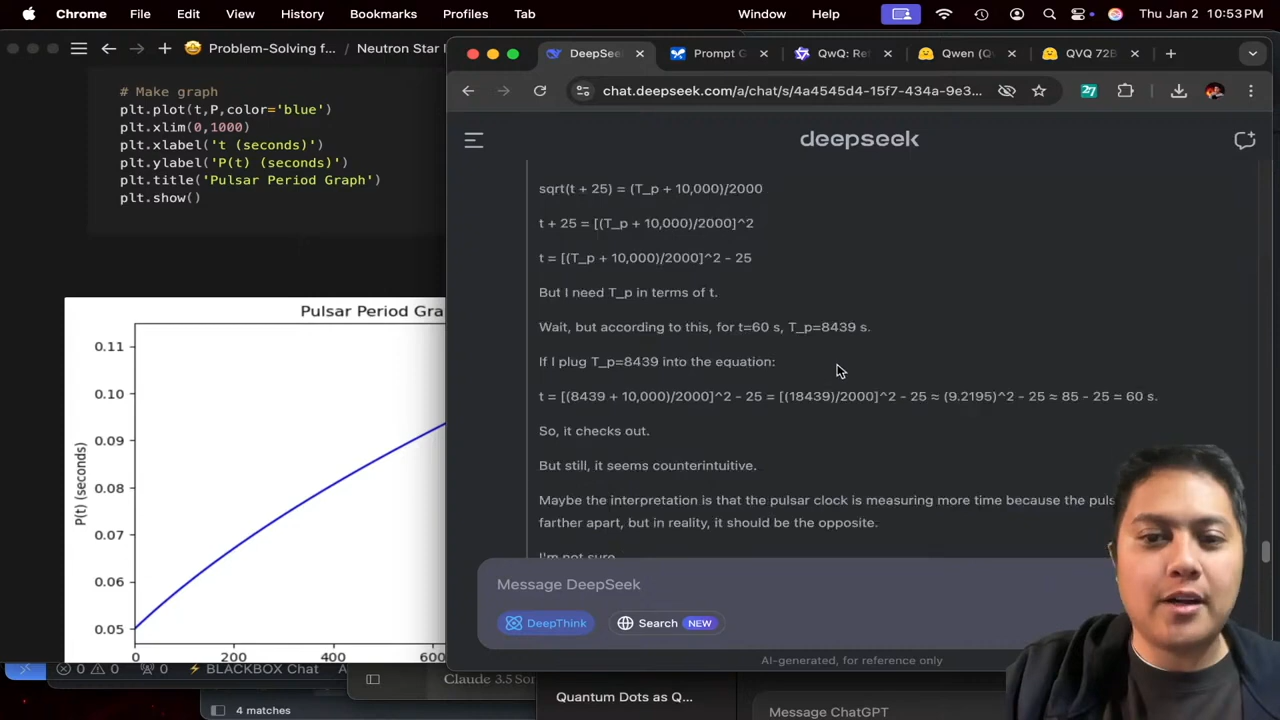 Chrome File Edit View History Bookmarks Profiles Tab Window Help Thu Jan 2 10:53 PM
Problem-Solving f... / Neutron Star
DeepSee
Prompt G
QwQ: Ref
Qwen (Q
QVQ 72B
chat.deepseek.com/a/chat/s/4a4545d4-15f7-434a-9e3...
27
# Make graph
plt.plot(t,P,color='blue')
plt.xlim(0,1000)
plt.xlabel('t (seconds)')
plt.ylabel('P(t) (seconds)')
plt.title('Pulsar Period Graph')
plt.show()
Pulsar Period Gra
0.11
0.10
0.09
0.08
0.07
0.06
0.05
P(t) (seconds)
0 200 400 600
deepseek
sqrt(t + 25) = (T_p + 10,000)/2000
t + 25 = [(T_p + 10,000)/2000]^2
t = [(T_p + 10,000)/2000]^2 - 25
But I need T_p in terms of t.
Wait, but according to this, for t=60 s, T_p=8439 s.
If I plug T_p=8439 into the equation:
t = [(8439 + 10,000)/2000]^2 - 25 = [(18439)/2000]^2 - 25 ≈ (9.2195)^2 - 25 ≈ 85 - 25 = 60 s.
So, it checks out.
But still, it seems counterintuitive.
Maybe the interpretation is that the pulsar clock is measuring more time because the puls
farther apart, but in reality, it should be the opposite.
I'm not sure.
Message DeepSeek
DeepThink
Search NEW
AI-generated, for reference only
0 0 0 BLACKBOX Chat
Claude 3.5 Son
4 matches
Quantum Dots as Q...
Message ChatGPT